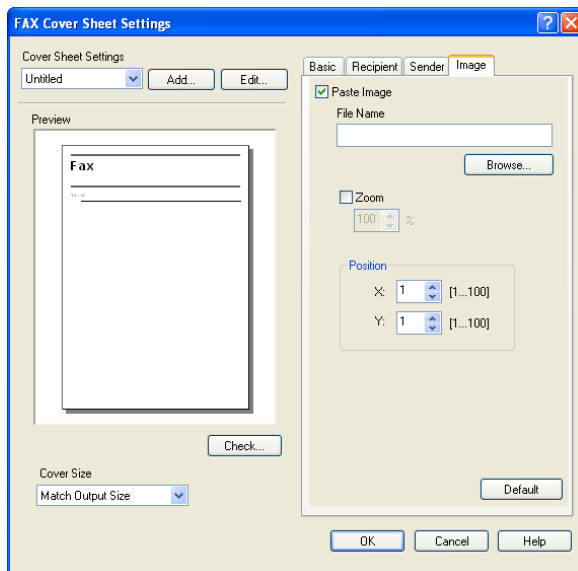 FAX Cover Sheet Settings
Cover Sheet Settings
Untitled
Add...
Edit...
Preview
Fax
Check...
Cover Size
Match Output Size
Basic
Recipient
Sender
Image
Paste Image
File Name
Browse...
Zoom
100 %
Position
X: 1 [1...100]
Y: 1 [1...100]
Default
OK
Cancel
Help